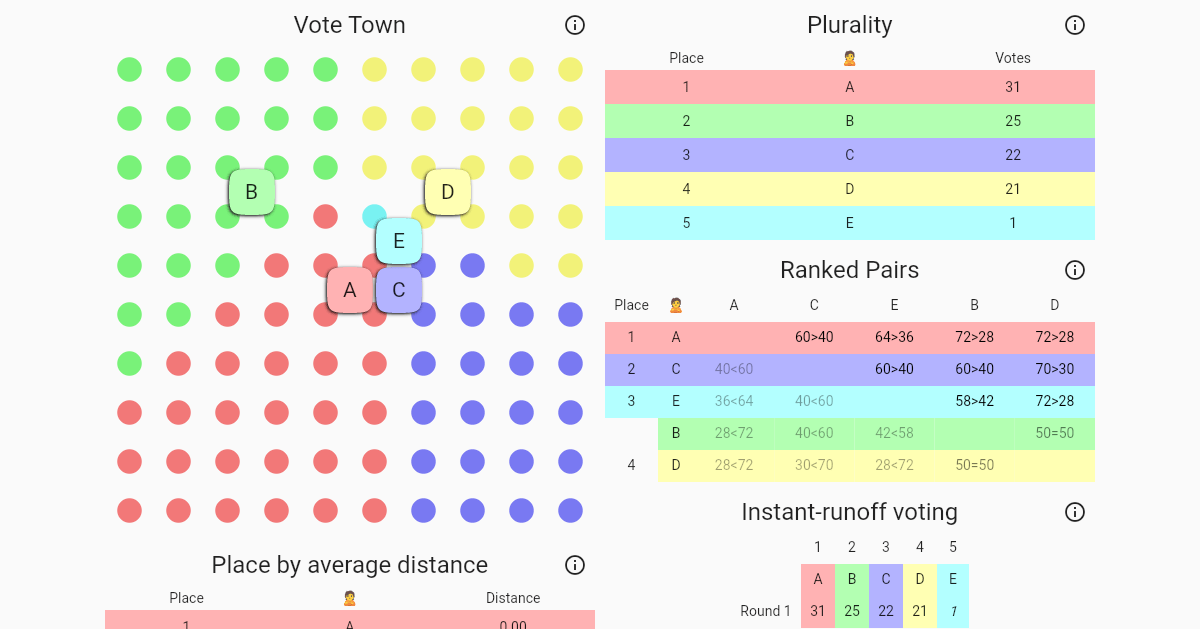 Vote Town
B
D
E
A
C
Place by average distance
Place Distance
1 A 0.00
Plurality
Place Votes
1 A 31
2 B 25
3 C 22
4 D 21
5 E 1
Ranked Pairs
Place A C E B D
1 A 60>40 64>36 72>28 72>28
2 C 40<60 60>40 60>40 70>30
3 E 36<64 40<60 58>42 72>28
B 28<72 40<60 42<58 50=50
4 D 28<72 30<70 28<72 50=50
Instant-runoff voting
1 2 3 4 5
A B C D E
Round 1 31 25 22 21 1